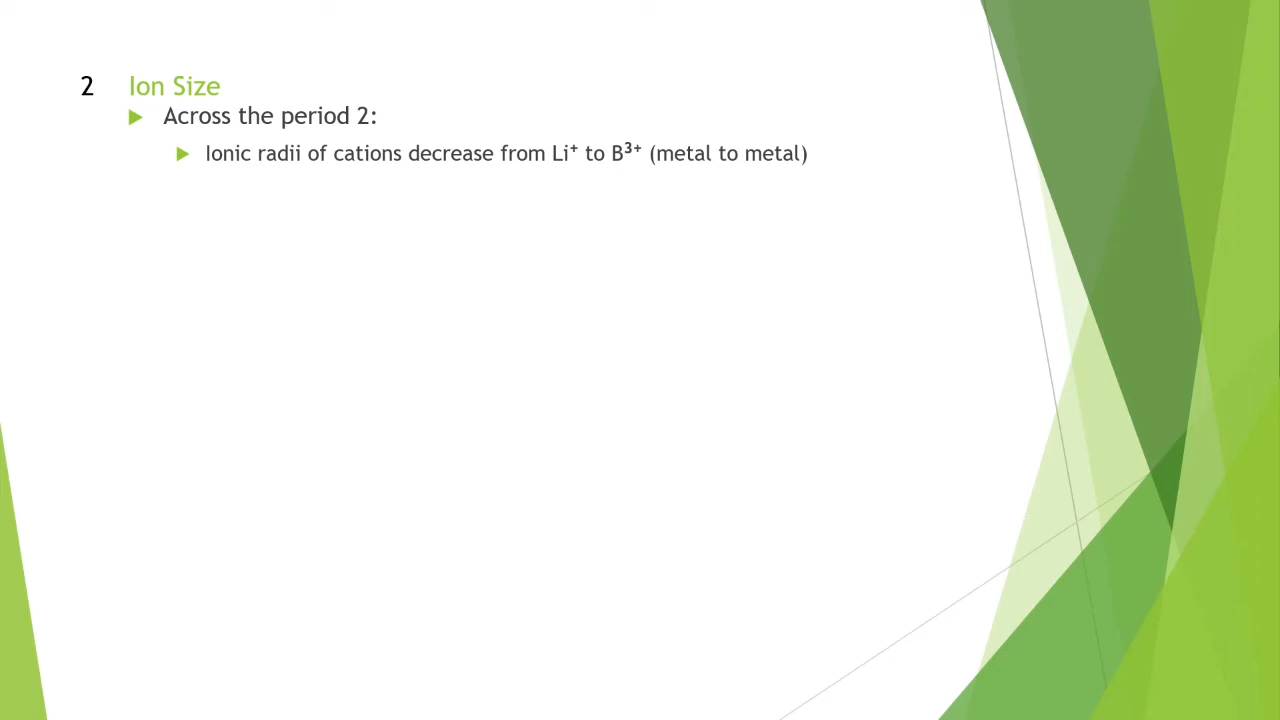 2 Ion Size
Across the period 2:
Ionic radii of cations decrease from Li⁺ to B³⁺ (metal to metal)